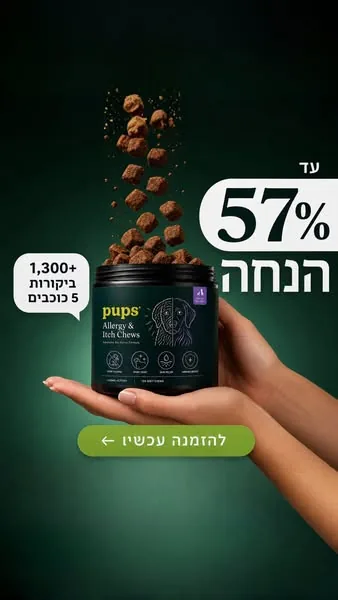 עד
57%
הנחה
1,300+
ביקורות
5 כוכבים
pups
Allergy &
Itch Chews
להזמנה עכשיו ←